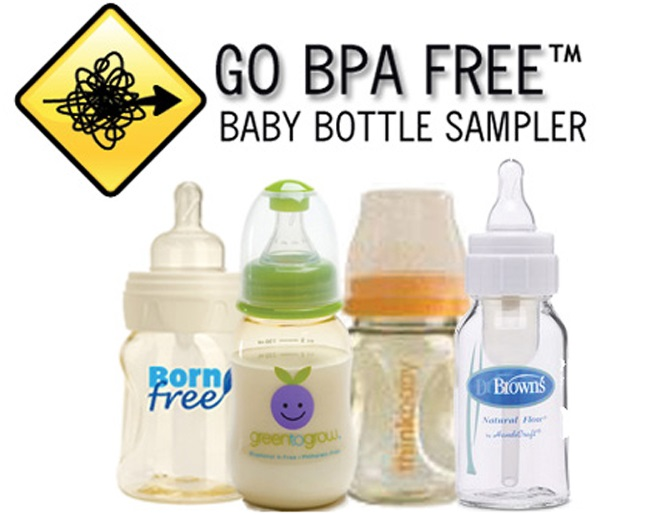 GO BPA FREE™
BABY BOTTLE SAMPLER
Born
free
greentogrow
thinkbaby
Dr Brown's
Natural Flow®